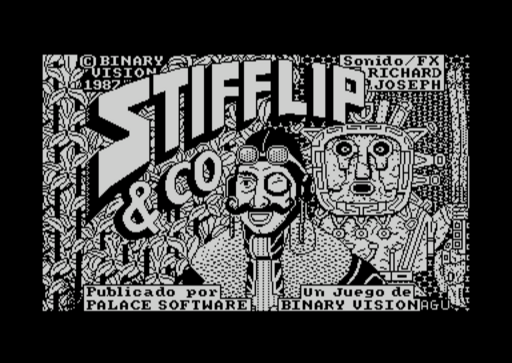 © BINARY
VISION
1987
STIFFLIP
& CO
Sonido/FX
RICHARD
JOSEPH
Publicado por
PALACE SOFTWARE
Un Juego de
BINARY VISION
AGU